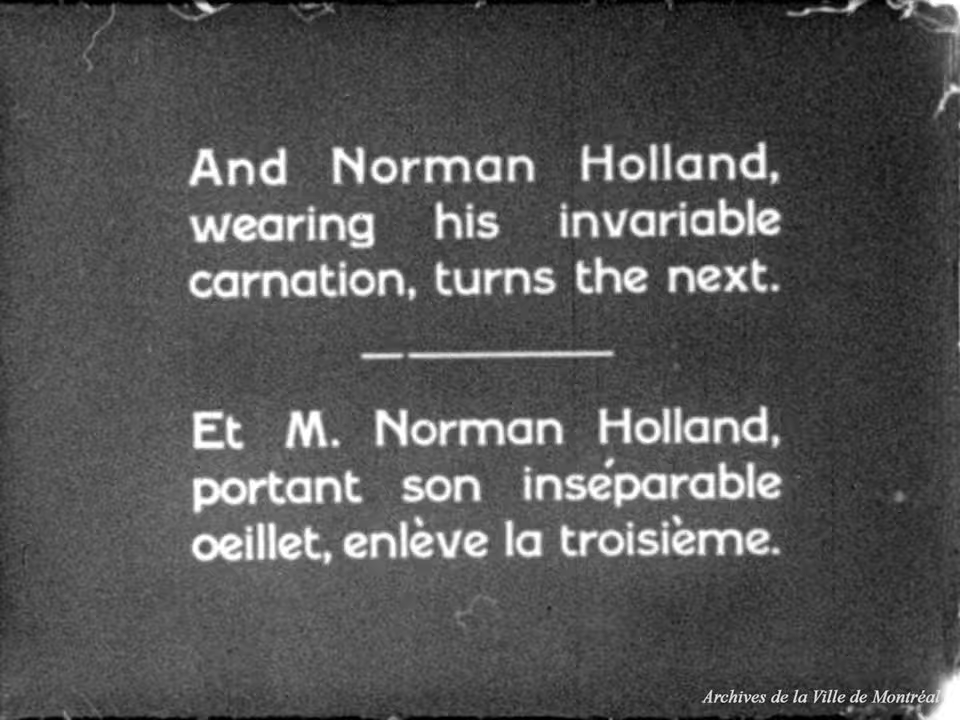 And Norman Holland,
wearing his invariable
carnation, turns the next.
Et M. Norman Holland,
portant son inséparable
oeillet, enlève la troisième.
Archives de la Ville de Montréal